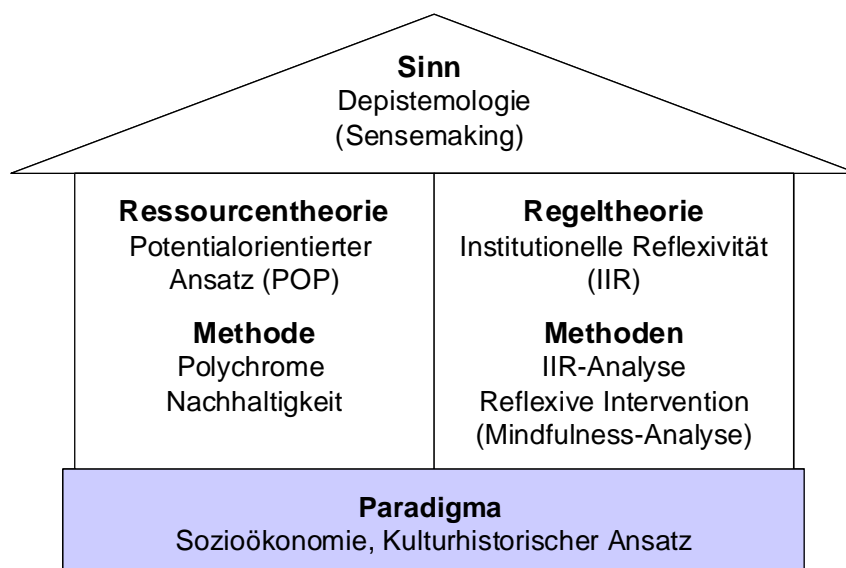 Sinn
Depistemologie
(Sensemaking)
Ressourcentheorie
Potentialorientierter
Ansatz (POP)
Methode
Polychrome
Nachhaltigkeit
Regeltheorie
Institutionelle Reflexivität
(IIR)
Methoden
IIR-Analyse
Reflexive Intervention
(Mindfulness-Analyse)
Paradigma
Sozioökonomie, Kulturhistorischer Ansatz